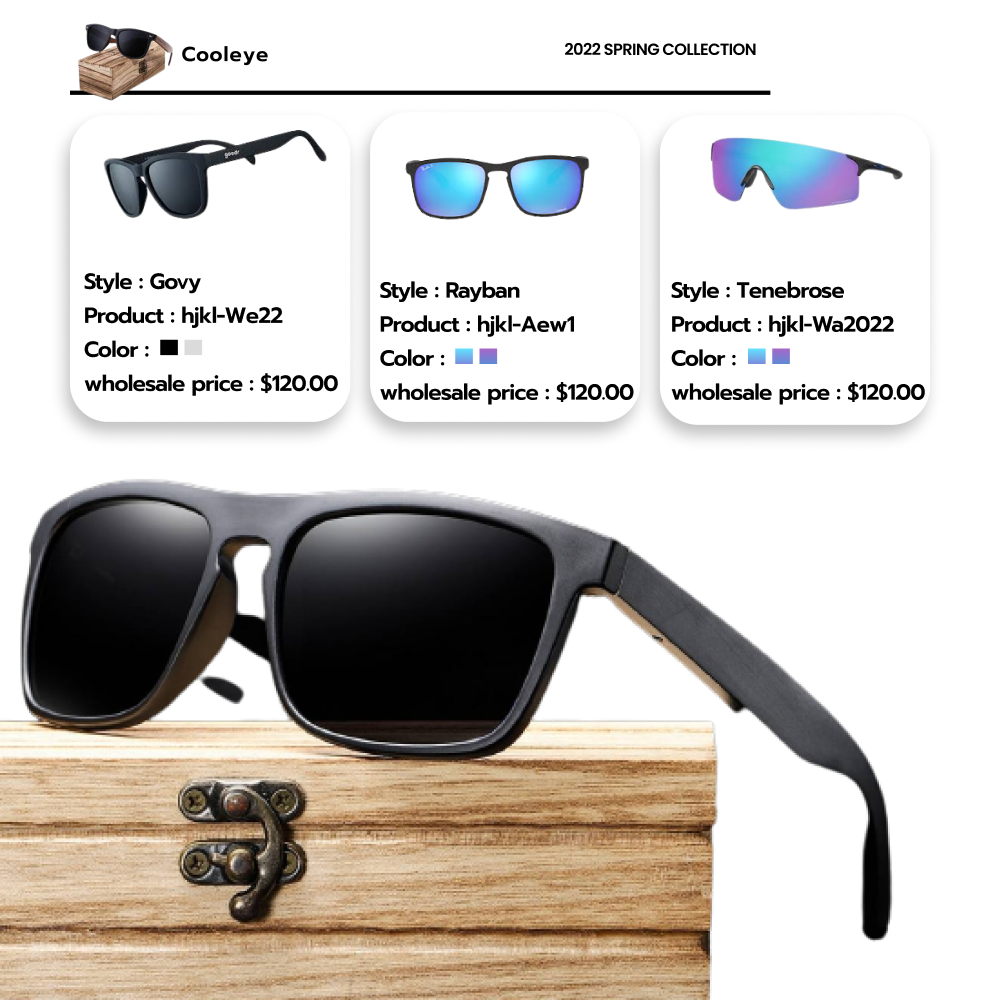 Cooleye
2022 SPRING COLLECTION
goodr
Style : Govy
Product : hjkl-We22
Color :
wholesale price : $120.00
Style : Rayban
Product : hjkl-Aew1
Color :
wholesale price : $120.00
Style : Tenebrose
Product : hjkl-Wa2022
Color :
wholesale price : $120.00